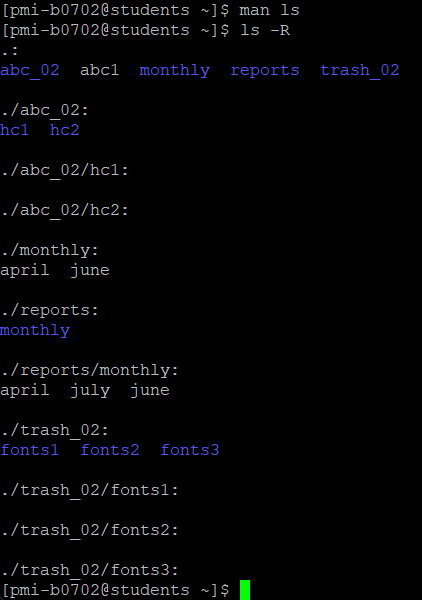 [pmi-b0702@students ~]$ man ls
[pmi-b0702@students ~]$ ls -R
.:
abc_02  abc1  monthly  reports  trash_02
./abc_02:
hc1  hc2
./abc_02/hc1:
./abc_02/hc2:
./monthly:
april  june
./reports:
monthly
./reports/monthly:
april  july  june
./trash_02:
fonts1  fonts2  fonts3
./trash_02/fonts1:
./trash_02/fonts2:
./trash_02/fonts3:
[pmi-b0702@students ~]$